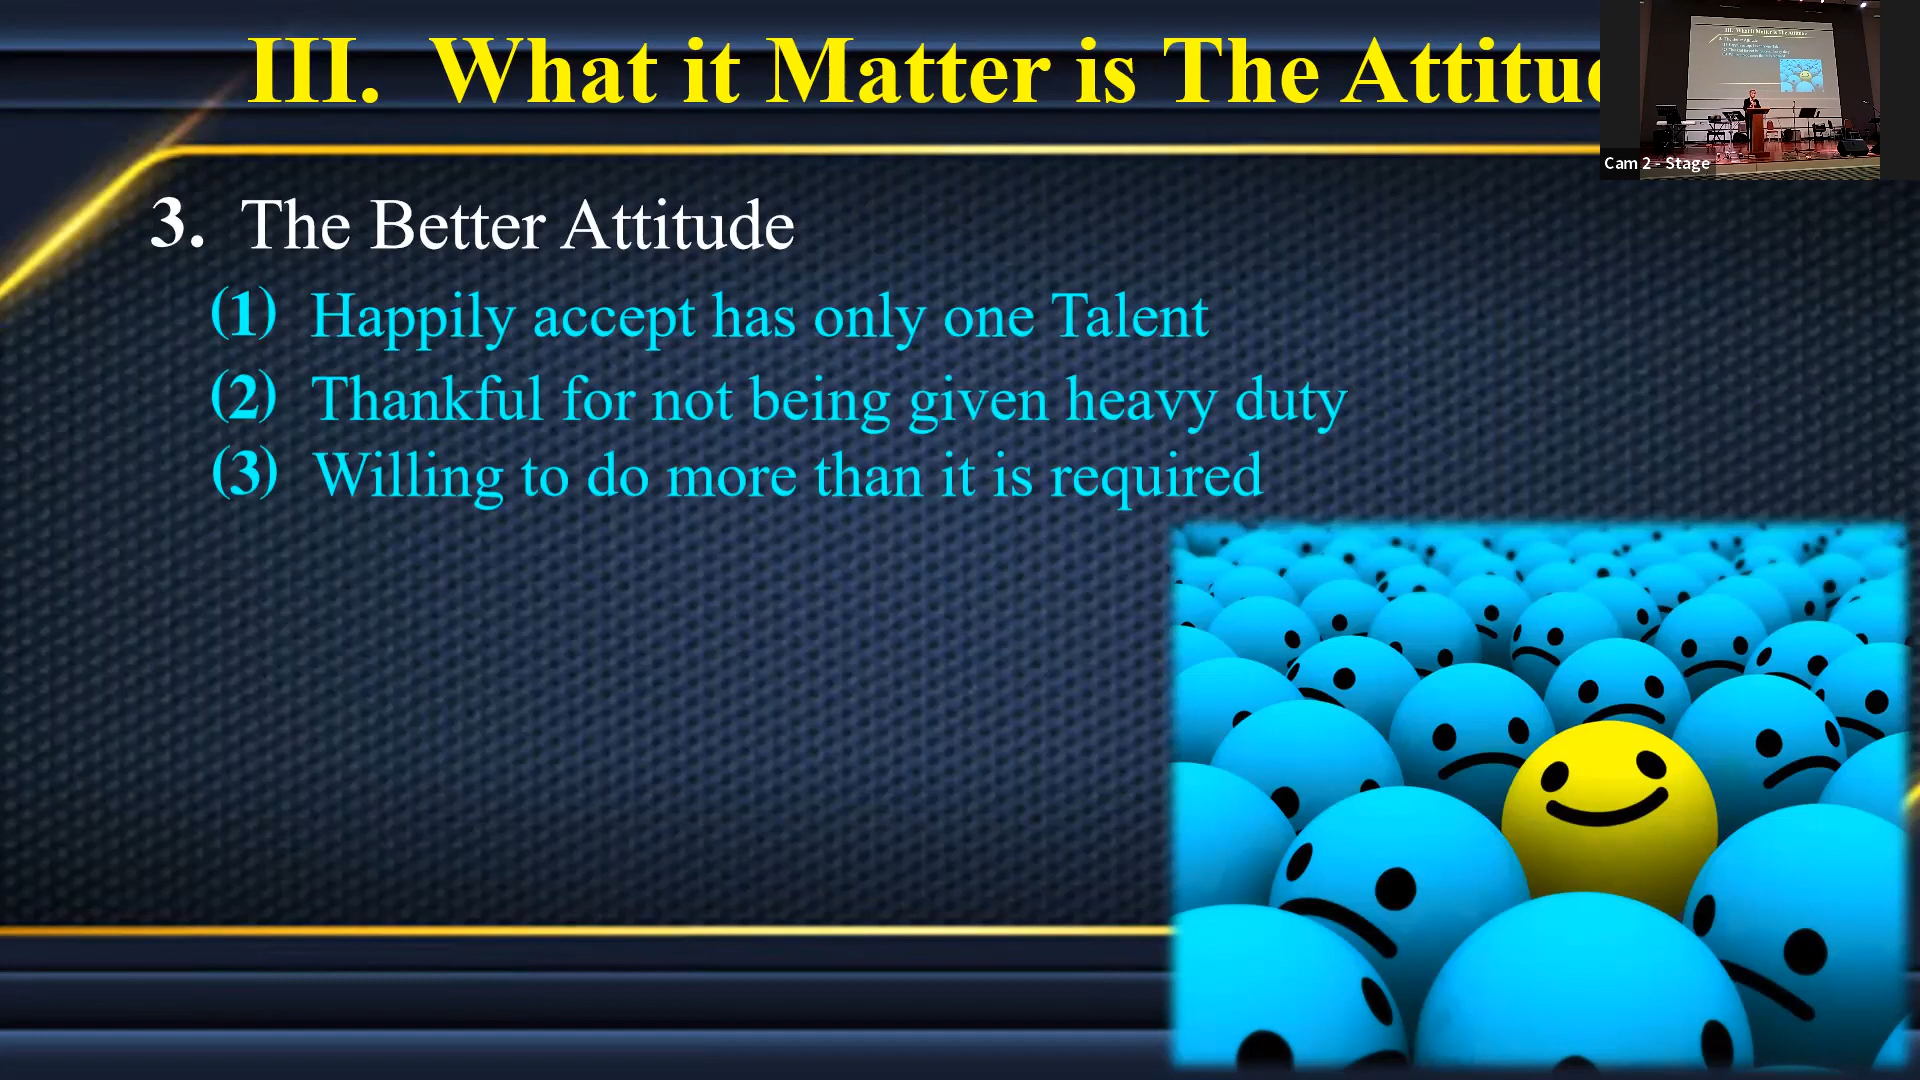 III. What it Matter is The Attitu
Cam 2 - Stage
3. The Better Attitude
(1) Happily accept has only one Talent
(2) Thankful for not being given heavy duty
(3) Willing to do more than it is required